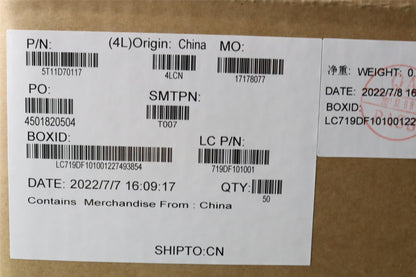 P/N: (4L)Origin: China MO:
5T11D70117 4LCN 17178077
PO: SMTPN:
4501820504 T007
BOXID: LC P/N:
LC719DF101001227493854 719DF101001
DATE: 2022/7/7 16:09:17 QTY:
50
Contains Merchandise From : China
SHIPTO:CN
净重: WEIGHT: 0.
DATE: 2022/7/8 16
BOXID:
LC719DF10100122